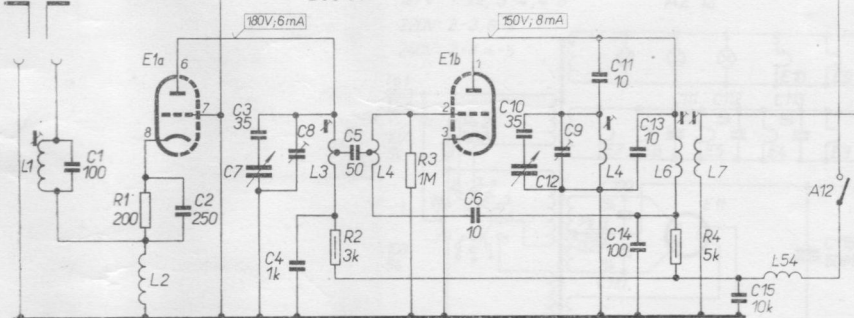 180V; 6mA
150V; 8mA
E1a
6
7
8
E1b
1
2
3
C11
10
C3
35
C8
C5
50
C10
35
C9
C13
10
L1
C1
100
C7
L3
L4
R3
1M
C12
L4
L6
L7
A12
R1
200
C2
250
C6
10
L2
C4
1k
R2
3k
C14
100
R4
5k
L54
C15
10k